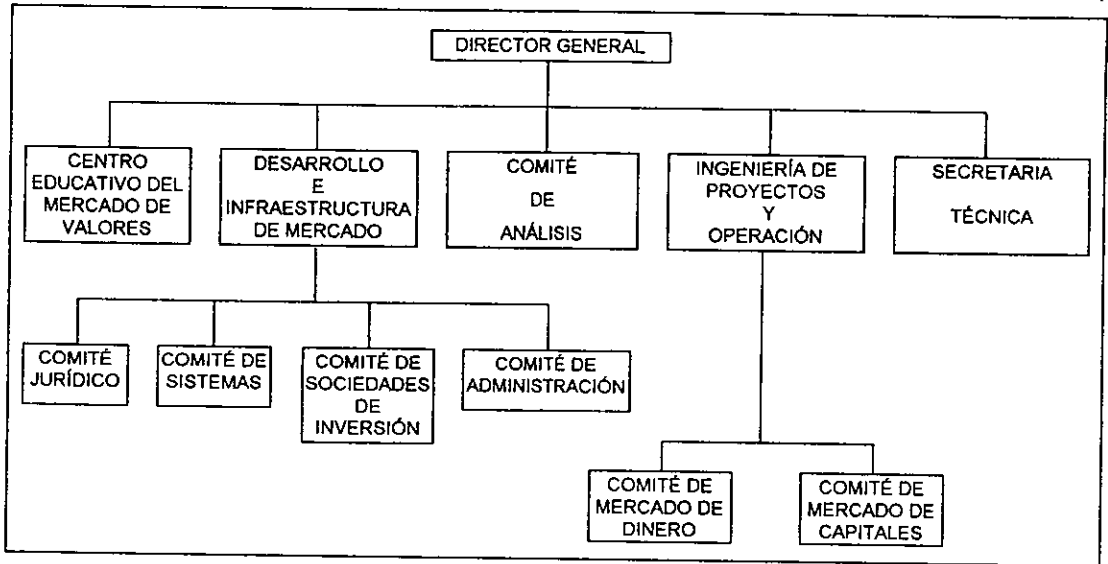 DIRECTOR GENERAL
CENTRO
EDUCATIVO DEL
MERCADO DE
VALORES
DESARROLLO
E
INFRAESTRUCTURA
DE MERCADO
COMITÉ
DE
ANÁLISIS
INGENIERÍA DE
PROYECTOS
Y
OPERACIÓN
SECRETARIA
TÉCNICA
COMITÉ
JURÍDICO
COMITÉ DE
SISTEMAS
COMITÉ DE
SOCIEDADES
DE
INVERSIÓN
COMITÉ DE
ADMINISTRACIÓN
COMITÉ DE
MERCADO DE
DINERO
COMITÉ DE
MERCADO DE
CAPITALES